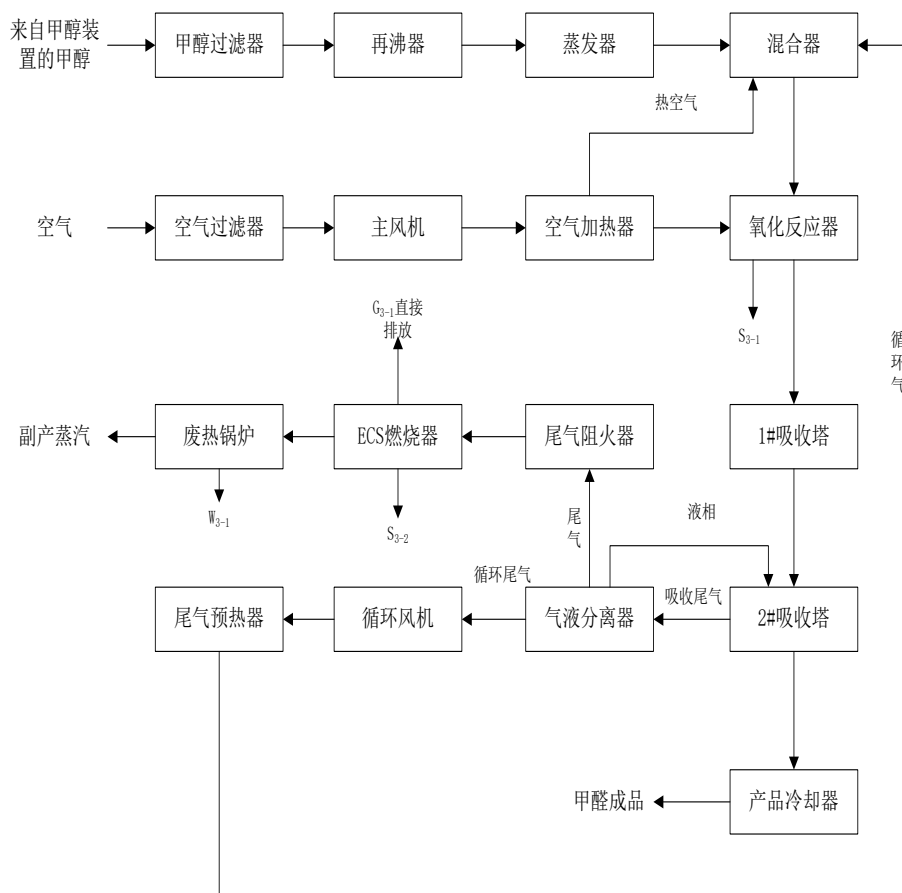 来自甲醇装
置的甲醇
甲醇过滤器
再沸器
蒸发器
混合器
热空气
空气
空气过滤器
主风机
空气加热器
氧化反应器
G3-1直接
排放
S3-1
循
环
气
副产蒸汽
废热锅炉
ECS燃烧器
尾气阻火器
1#吸收塔
W3-1
S3-2
尾
气
液相
循环尾气
吸收尾气
尾气预热器
循环风机
气液分离器
2#吸收塔
甲醛成品
产品冷却器